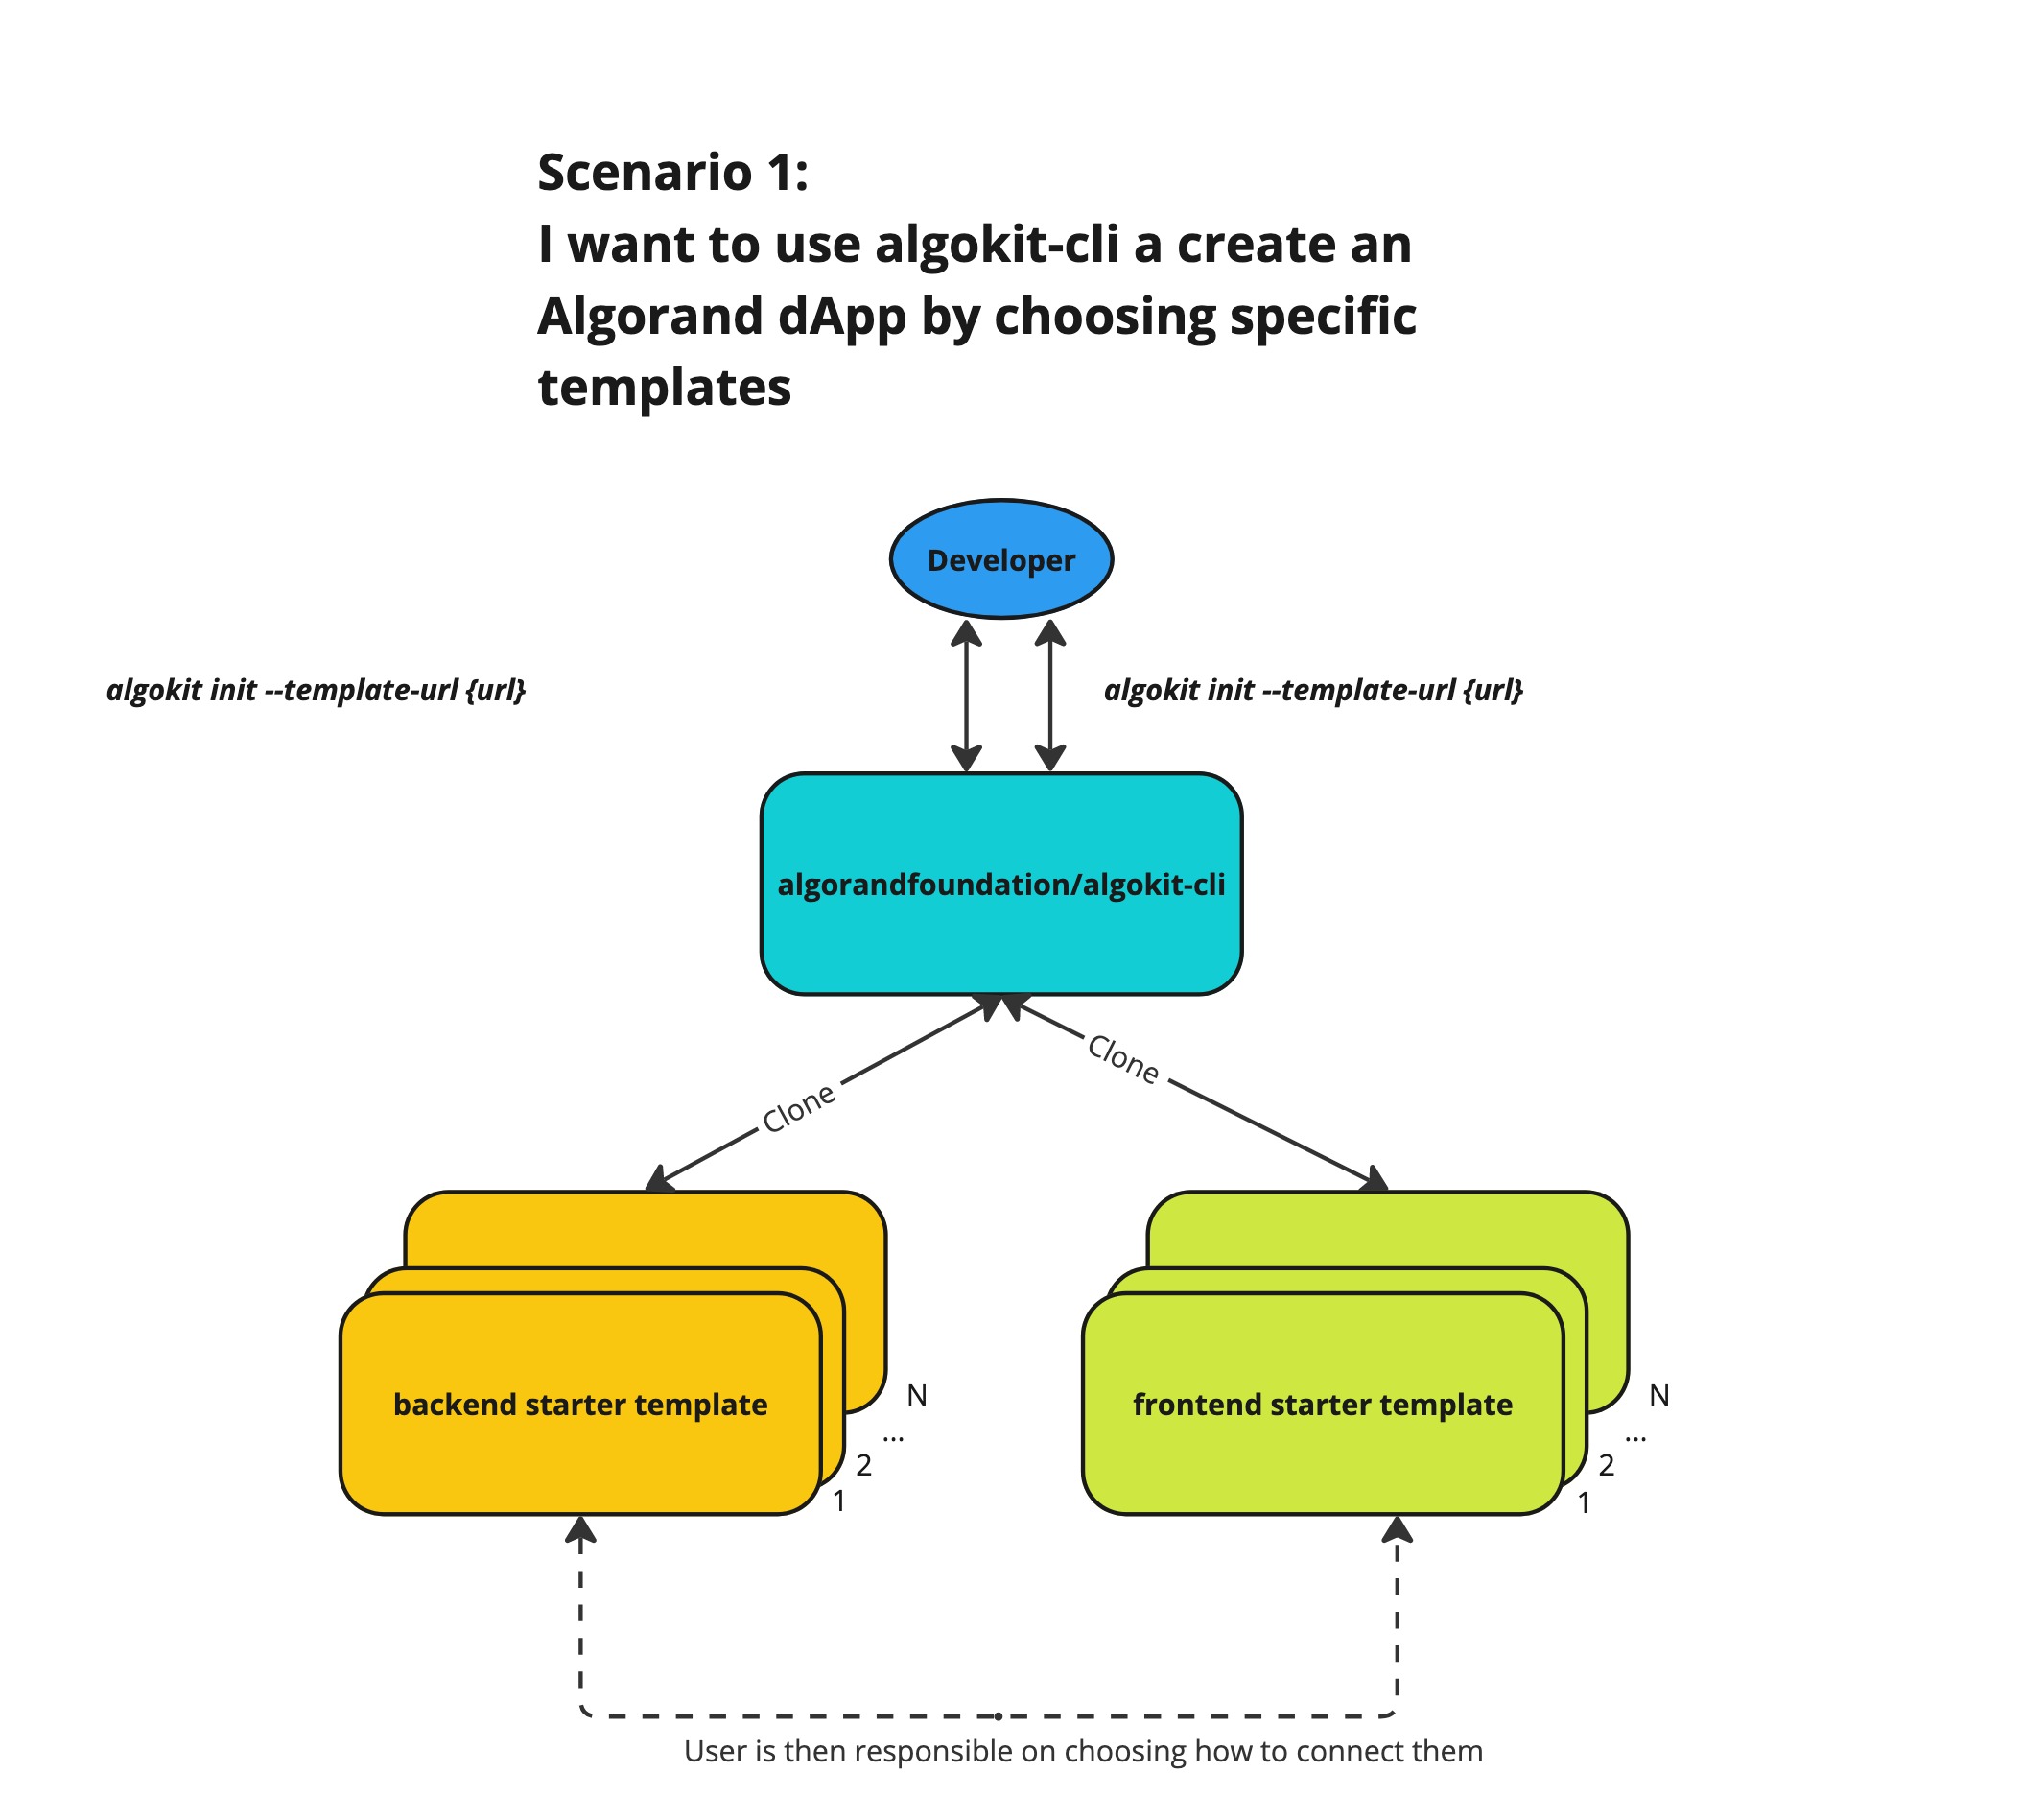 Scenario 1:
I want to use algokit-cli a create an
Algorand dApp by choosing specific
templates
Developer
algokit init --template-url {url}
algokit init --template-url {url}
algorandfoundation/algokit-cli
Clone
Clone
backend starter template
N
...
2
1
frontend starter template
N
...
2
1
User is then responsible on choosing how to connect them